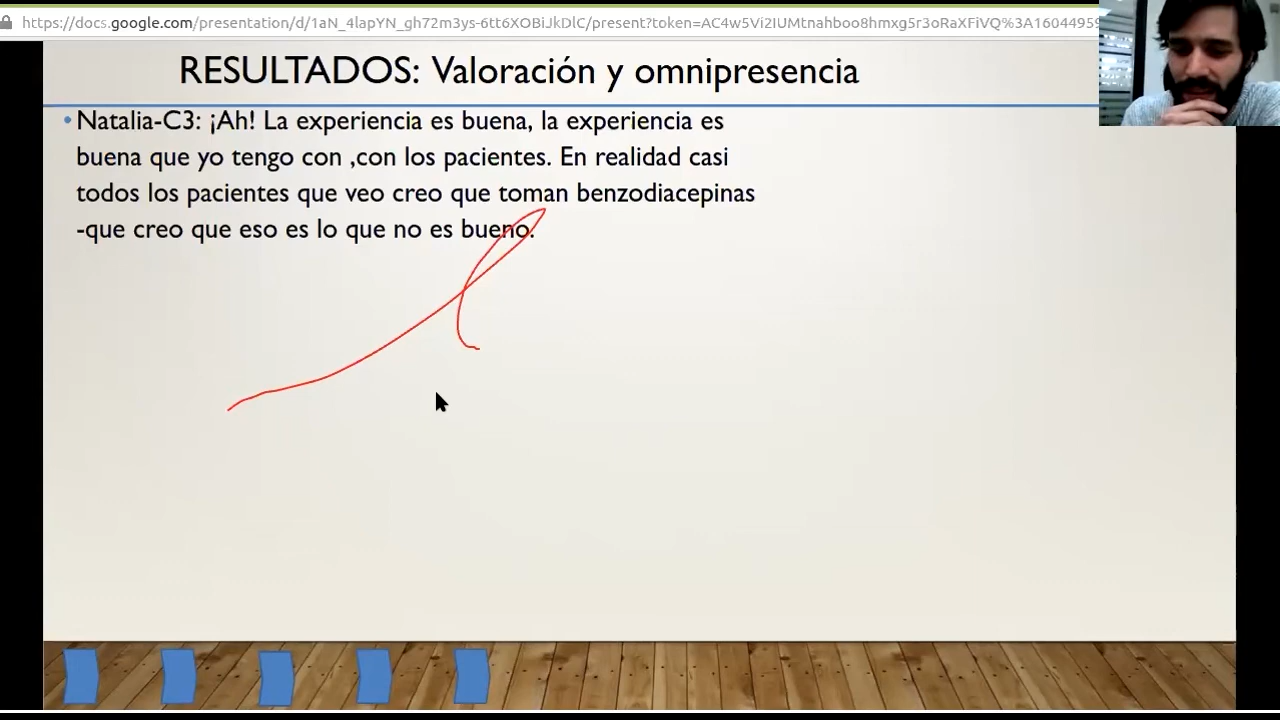 https://docs.google.com/presentation/d/1aN_4lapYN_gh72m3ys-6tt6XOBiJkDlC/present?token=AC4w5Vi2IUMtnahboo8hmxg5r3oRaXFiVQ%3A16044959
RESULTADOS: Valoración y omnipresencia
• Natalia-C3: ¡Ah! La experiencia es buena, la experiencia es
buena que yo tengo con ,con los pacientes. En realidad casi
todos los pacientes que veo creo que toman benzodiacepinas
-que creo que eso es lo que no es bueno.